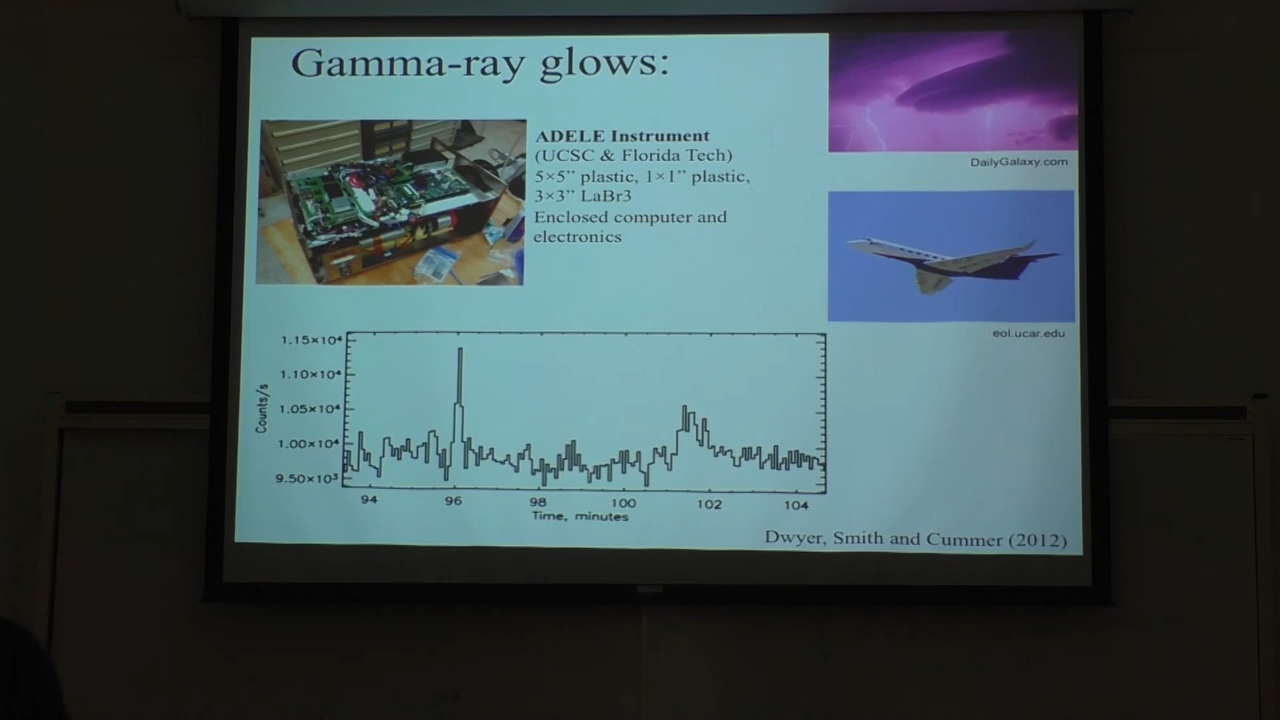 Gamma-ray glows:
ADELE Instrument
(UCSC & Florida Tech)
5×5" plastic, 1×1" plastic,
3×3" LaBr3
Enclosed computer and
electronics
DailyGalaxy.com
eol.ucar.edu
1.15×10⁴
1.10×10⁴
1.05×10⁴
1.00×10⁴
9.50×10³
Counts/s
94 96 98 100 102 104
Time, minutes
Dwyer, Smith and Cummer (2012)